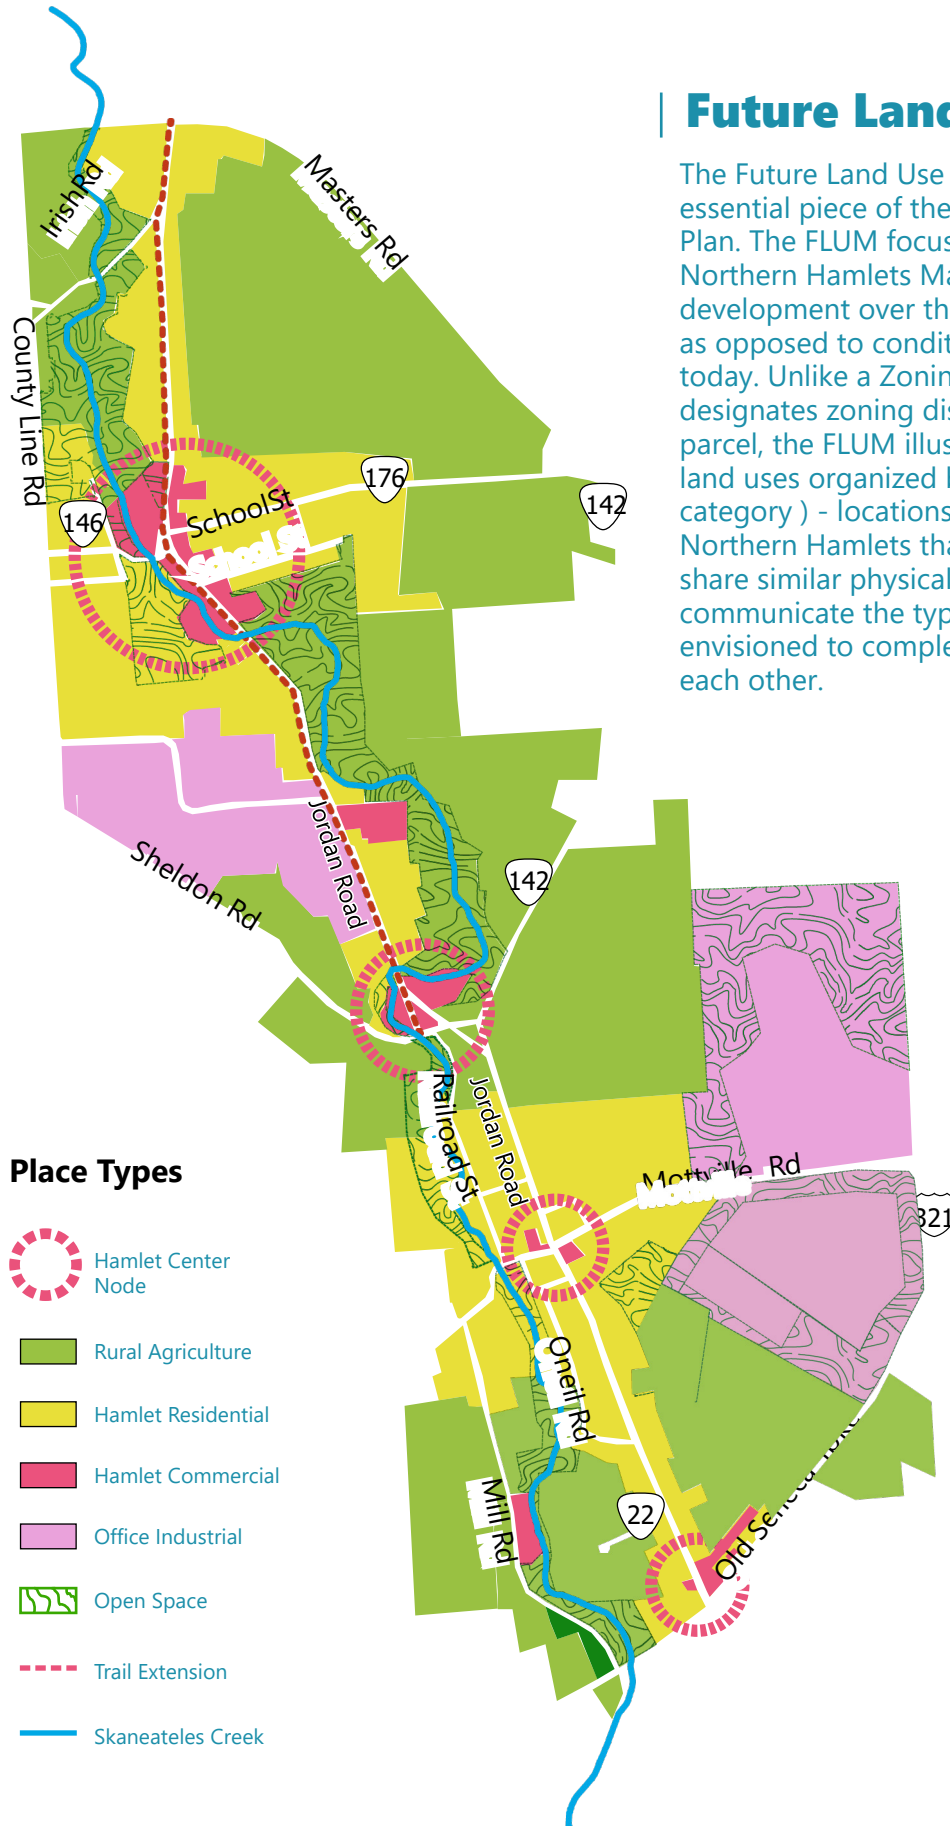 Future Land
The Future Land Use
essential piece of the
Plan. The FLUM focus
Northern Hamlets Ma
development over th
as opposed to condit
today. Unlike a Zonin
designates zoning dis
parcel, the FLUM illus
land uses organized
category ) - locations
Northern Hamlets tha
share similar physical
communicate the typ
envisioned to comple
each other.
Irish Rd
Masters Rd
County Line Rd
176
142
146
School St
School St
Jordan Road
Sheldon Rd
142
Railroad St
Jordan Road
Mottville Rd
321
Oneil Rd
Mill Rd
22
Old Seneca
Place Types
Hamlet Center
Node
Rural Agriculture
Hamlet Residential
Hamlet Commercial
Office Industrial
Open Space
Trail Extension
Skaneateles Creek